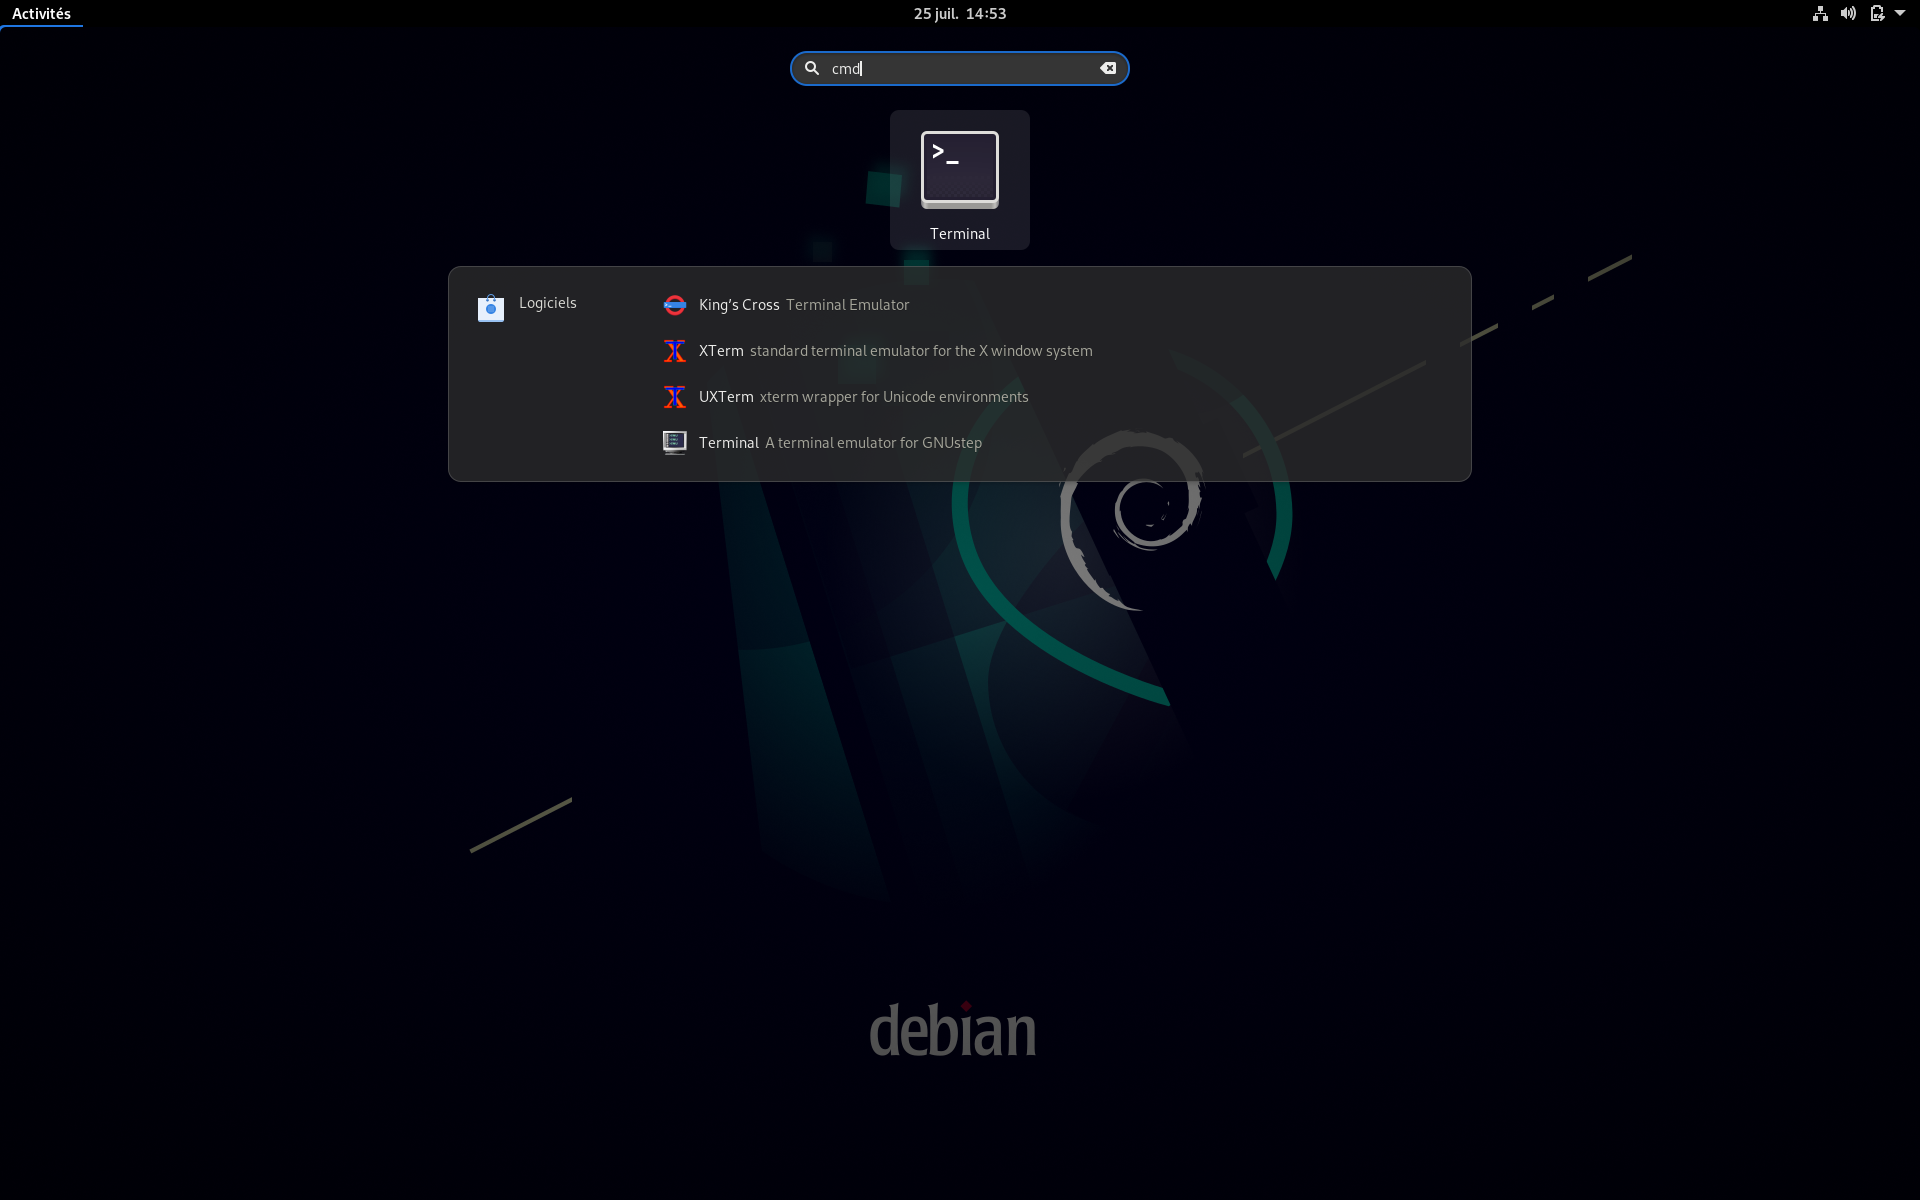 Activités
25 juil. 14:53
cmd
>_
Terminal
Logiciels
King’s Cross Terminal Emulator
XTerm standard terminal emulator for the X window system
UXTerm xterm wrapper for Unicode environments
Terminal A terminal emulator for GNUstep
debian